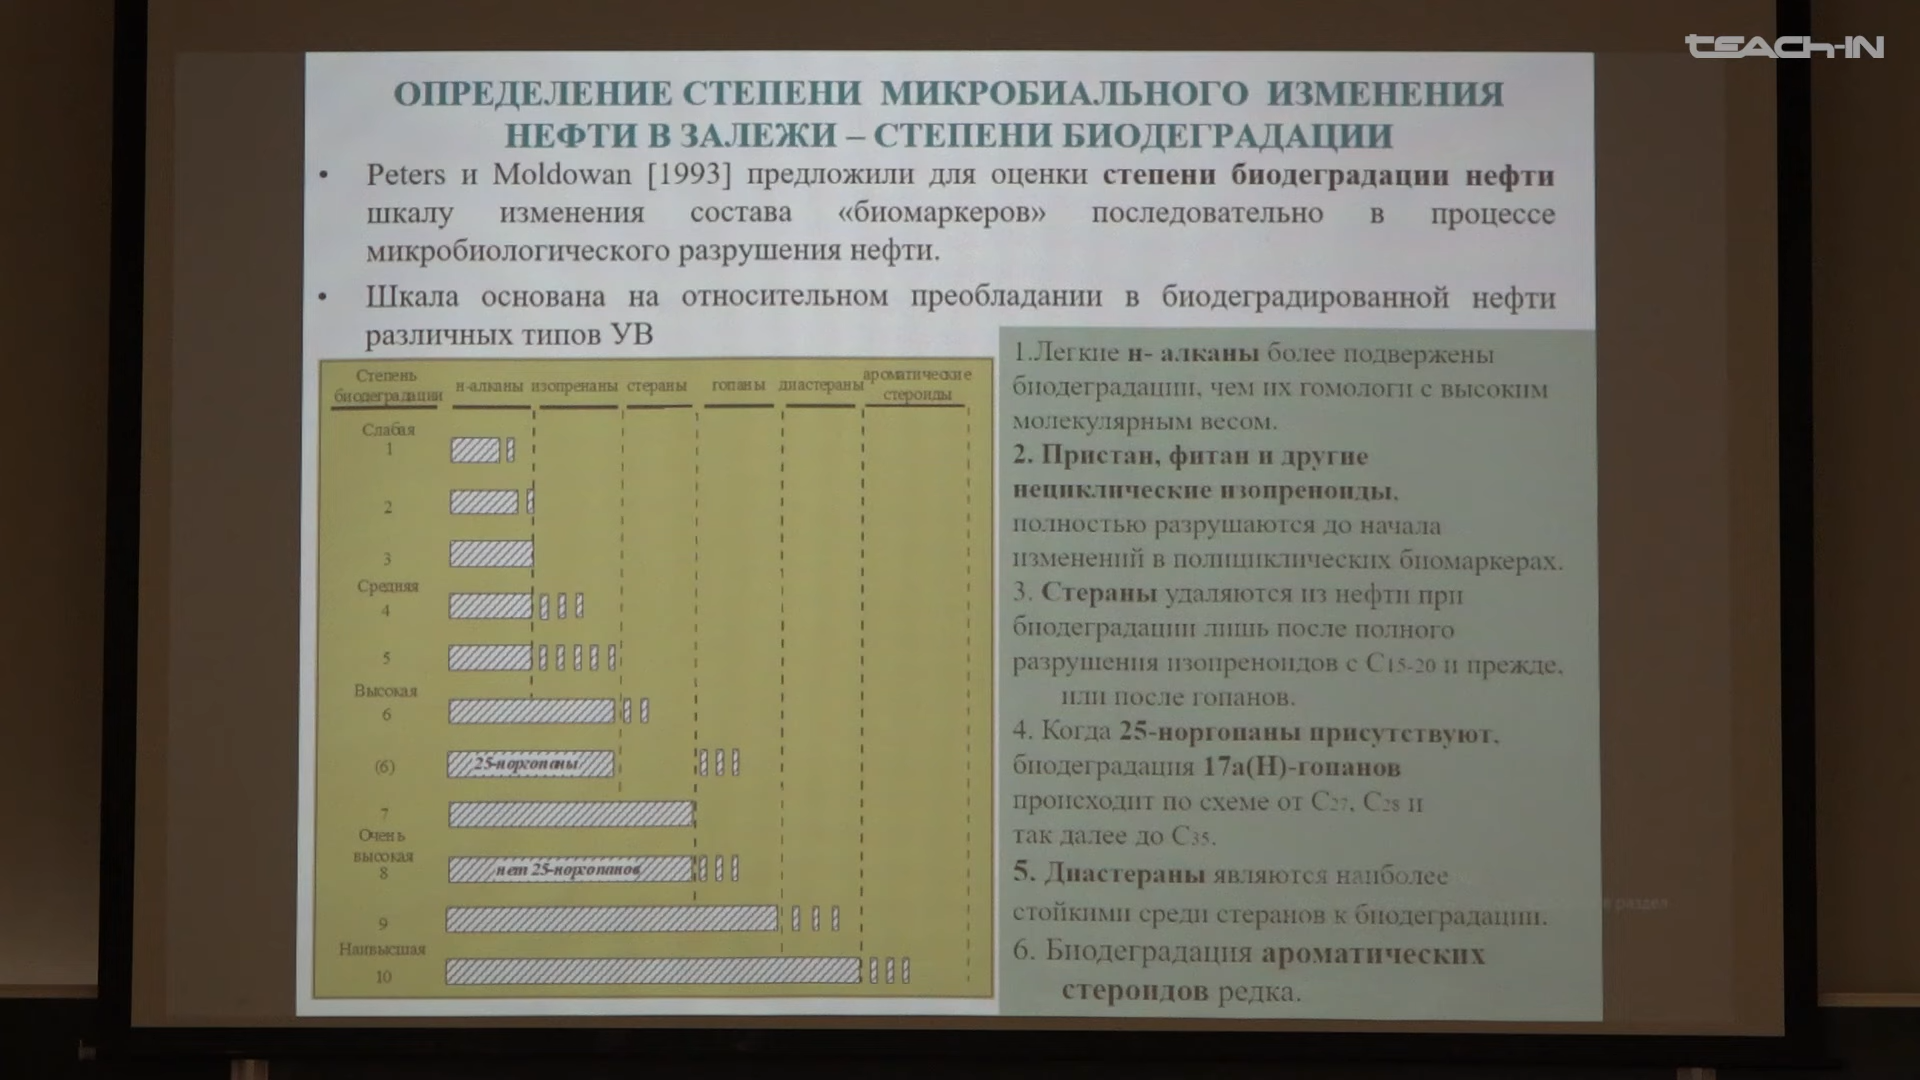 TEACH-IN
ОПРЕДЕЛЕНИЕ СТЕПЕНИ МИКРОБИАЛЬНОГО ИЗМЕНЕНИЯ
НЕФТИ В ЗАЛЕЖИ – СТЕПЕНИ БИОДЕГРАДАЦИИ
• Peters и Moldowan [1993] предложили для оценки степени биодеградации нефти
шкалу изменения состава «биомаркеров» последовательно в процессе
микробиологического разрушения нефти.
• Шкала основана на относительном преобладании в биодеградированной нефти
различных типов УВ
Степень
биодеградации
н-алканы изопренаны стераны гопаны диастераны ароматические
стероиды
Слабая
1
2
3
Средняя
4
5
Высокая
6
(6) 25-норгопаны
7
Очень
высокая
8 нет 25-норгопанов
9
Наивысшая
10
1.Легкие н- алканы более подвержены
биодеградации, чем их гомологи с высоким
молекулярным весом.
2. Пристан, фитан и другие
нециклические изопреноиды,
полностью разрушаются до начала
изменений в полициклических биомаркерах.
3. Стераны удаляются из нефти при
биодеградации лишь после полного
разрушения изопреноидов с C15-20 и прежде,
или после гопанов.
4. Когда 25-норгопаны присутствуют,
биодеградация 17a(H)-гопанов
происходит по схеме от C27, C28 и
так далее до C35.
5. Диастераны являются наиболее
стойкими среди стеранов к биодеградации.
6. Биодеградация ароматических
стероидов редка.